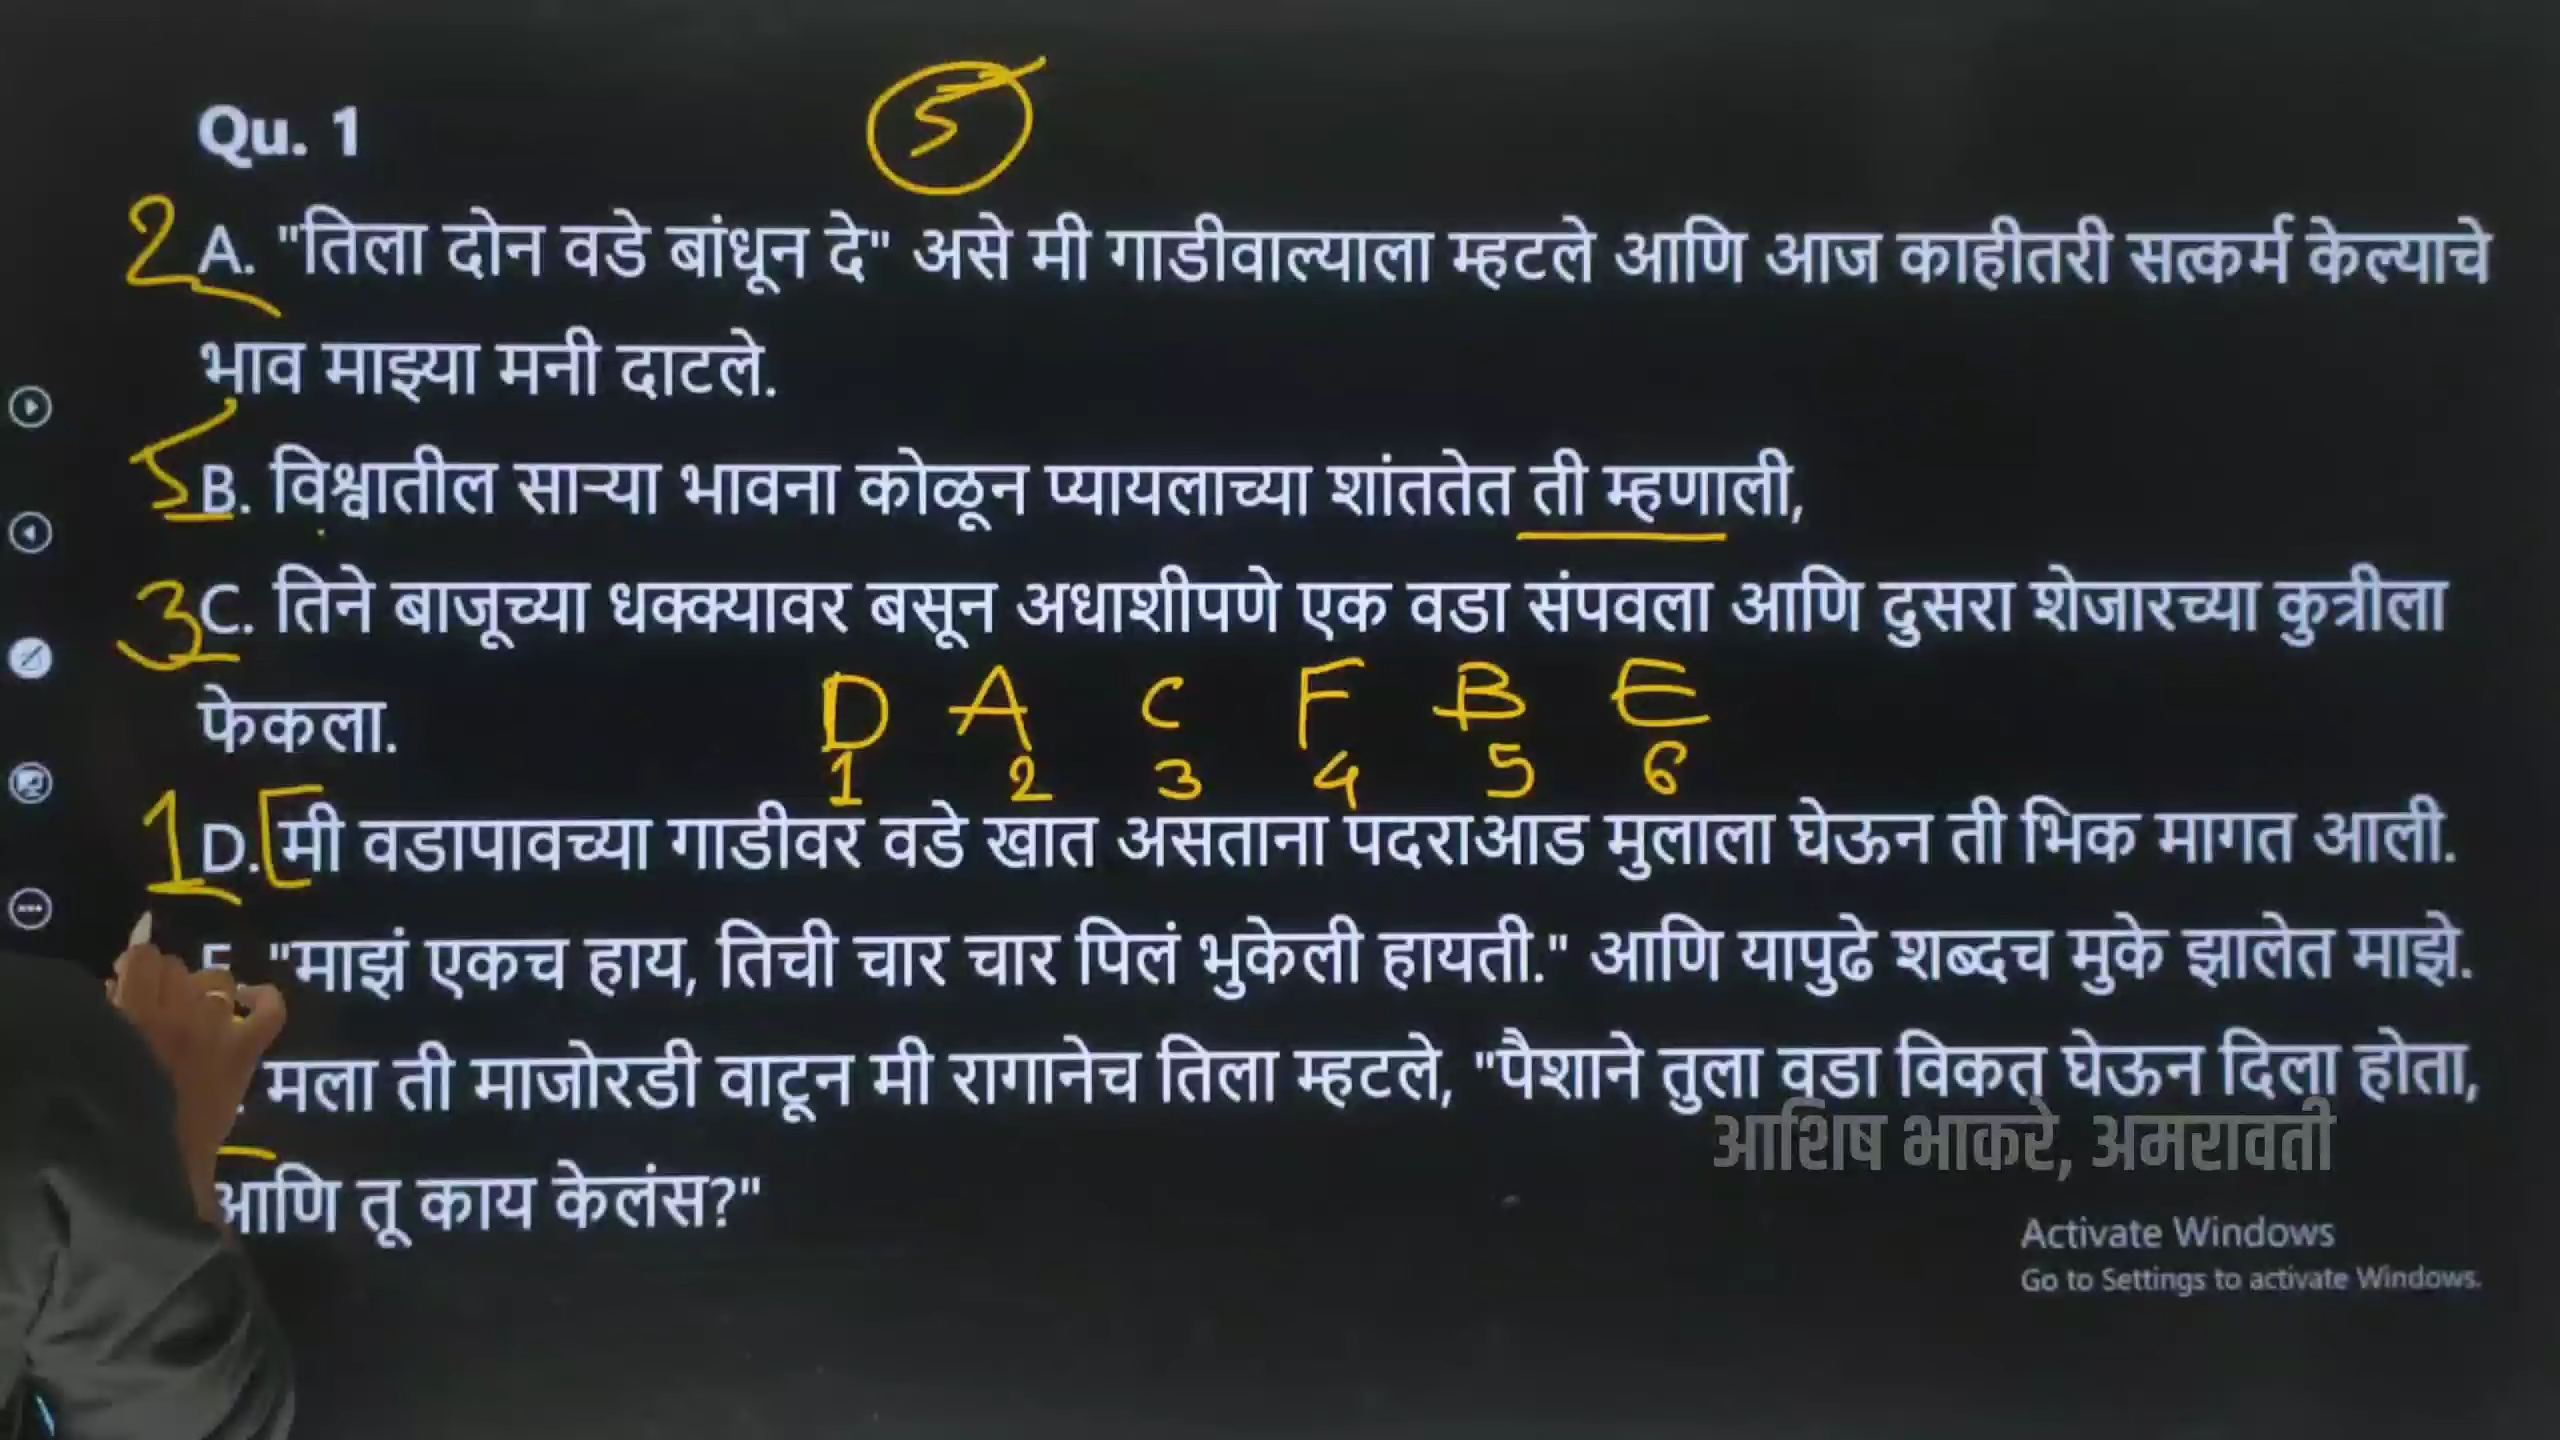 5
Qu. 1
2 A. "तिला दोन वडे बांधून दे" असे मी गाडीवाल्याला म्हटले आणि आज काहीतरी सत्कर्म केल्याचे
भाव माझ्या मनी दाटले.
5 B. विश्वातील साऱ्या भावना कोळून प्यायलाच्या शांततेत ती म्हणाली,
3 C. तिने बाजूच्या धक्क्यावर बसून अधाशीपणे एक वडा संपवला आणि दुसरा शेजारच्या कुत्रीला
फेकला.
D A C F B E
1 2 3 4 5 6
1 D. [मी वडापावच्या गाडीवर वडे खात असताना पदराआड मुलाला घेऊन ती भिक मागत आली.
"माझं एकच हाय, तिची चार चार पिलं भुकेली हायती." आणि यापुढे शब्दच मुके झालेत माझे.
मला ती माजोरडी वाटून मी रागानेच तिला म्हटले, "पैशाने तुला वडा विकत घेऊन दिला होता,
आणि तू काय केलंस?"
आशिष भाकरे, अमरावती
Activate Windows
Go to Settings to activate Windows.